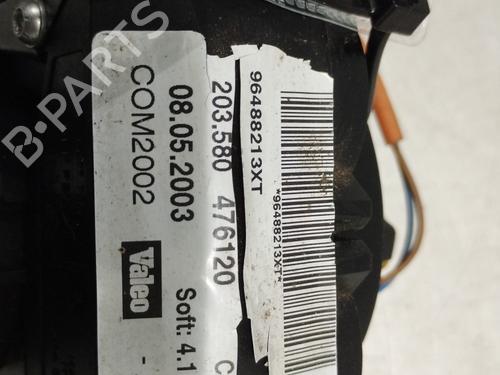 96488213XT
*96488213XT*
203.580 476120 C
08.05.2003 Soft: 4.1
COM2002 Valeo -
B-PARTS